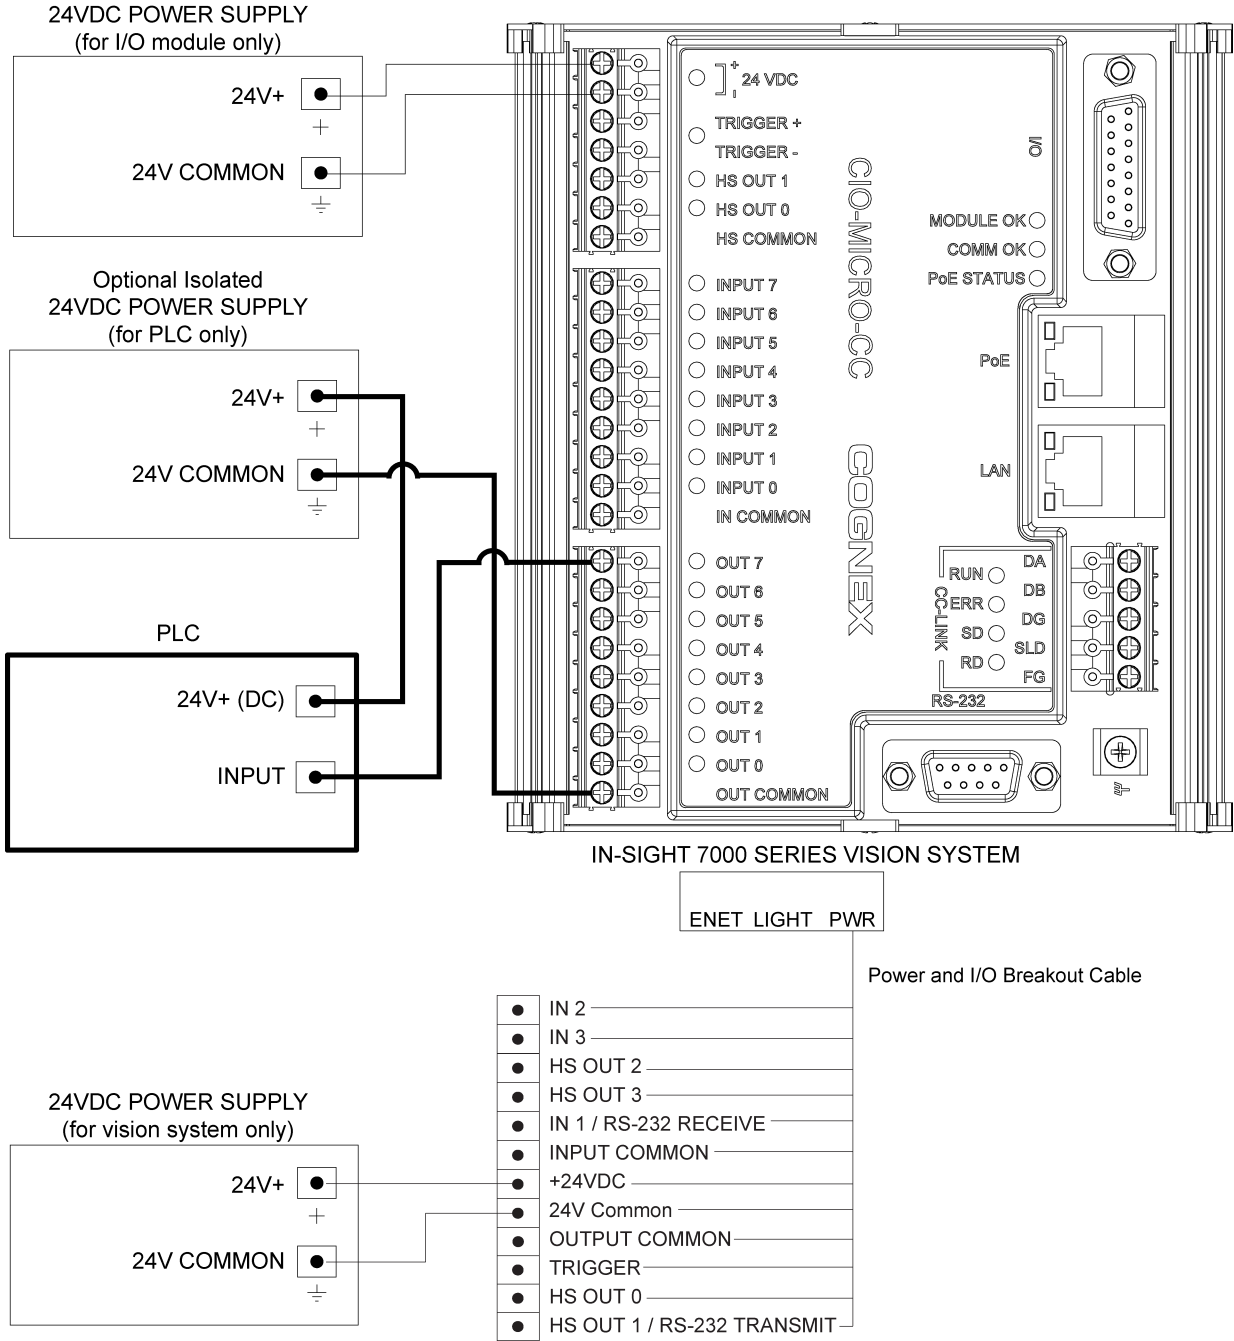 24VDC POWER SUPPLY
(for I/O module only)
24V+
+
24V COMMON
Optional Isolated
24VDC POWER SUPPLY
(for PLC only)
24V+
+
24V COMMON
PLC
24V+ (DC)
INPUT
+
24 VDC
-
TRIGGER +
TRIGGER -
HS OUT 1
HS OUT 0
HS COMMON
INPUT 7
INPUT 6
INPUT 5
INPUT 4
INPUT 3
INPUT 2
INPUT 1
INPUT 0
IN COMMON
OUT 7
OUT 6
OUT 5
OUT 4
OUT 3
OUT 2
OUT 1
OUT 0
OUT COMMON
CIO-MICRO-CC
COGNEX
I/O
MODULE OK
COMM OK
PoE STATUS
PoE
LAN
CC-LINK
RUN
ERR
SD
RD
DA
DB
DG
SLD
FG
RS-232
IN-SIGHT 7000 SERIES VISION SYSTEM
ENET LIGHT PWR
Power and I/O Breakout Cable
IN 2
IN 3
HS OUT 2
HS OUT 3
IN 1 / RS-232 RECEIVE
INPUT COMMON
+24VDC
24V Common
OUTPUT COMMON
TRIGGER
HS OUT 0
HS OUT 1 / RS-232 TRANSMIT
24VDC POWER SUPPLY
(for vision system only)
24V+
+
24V COMMON